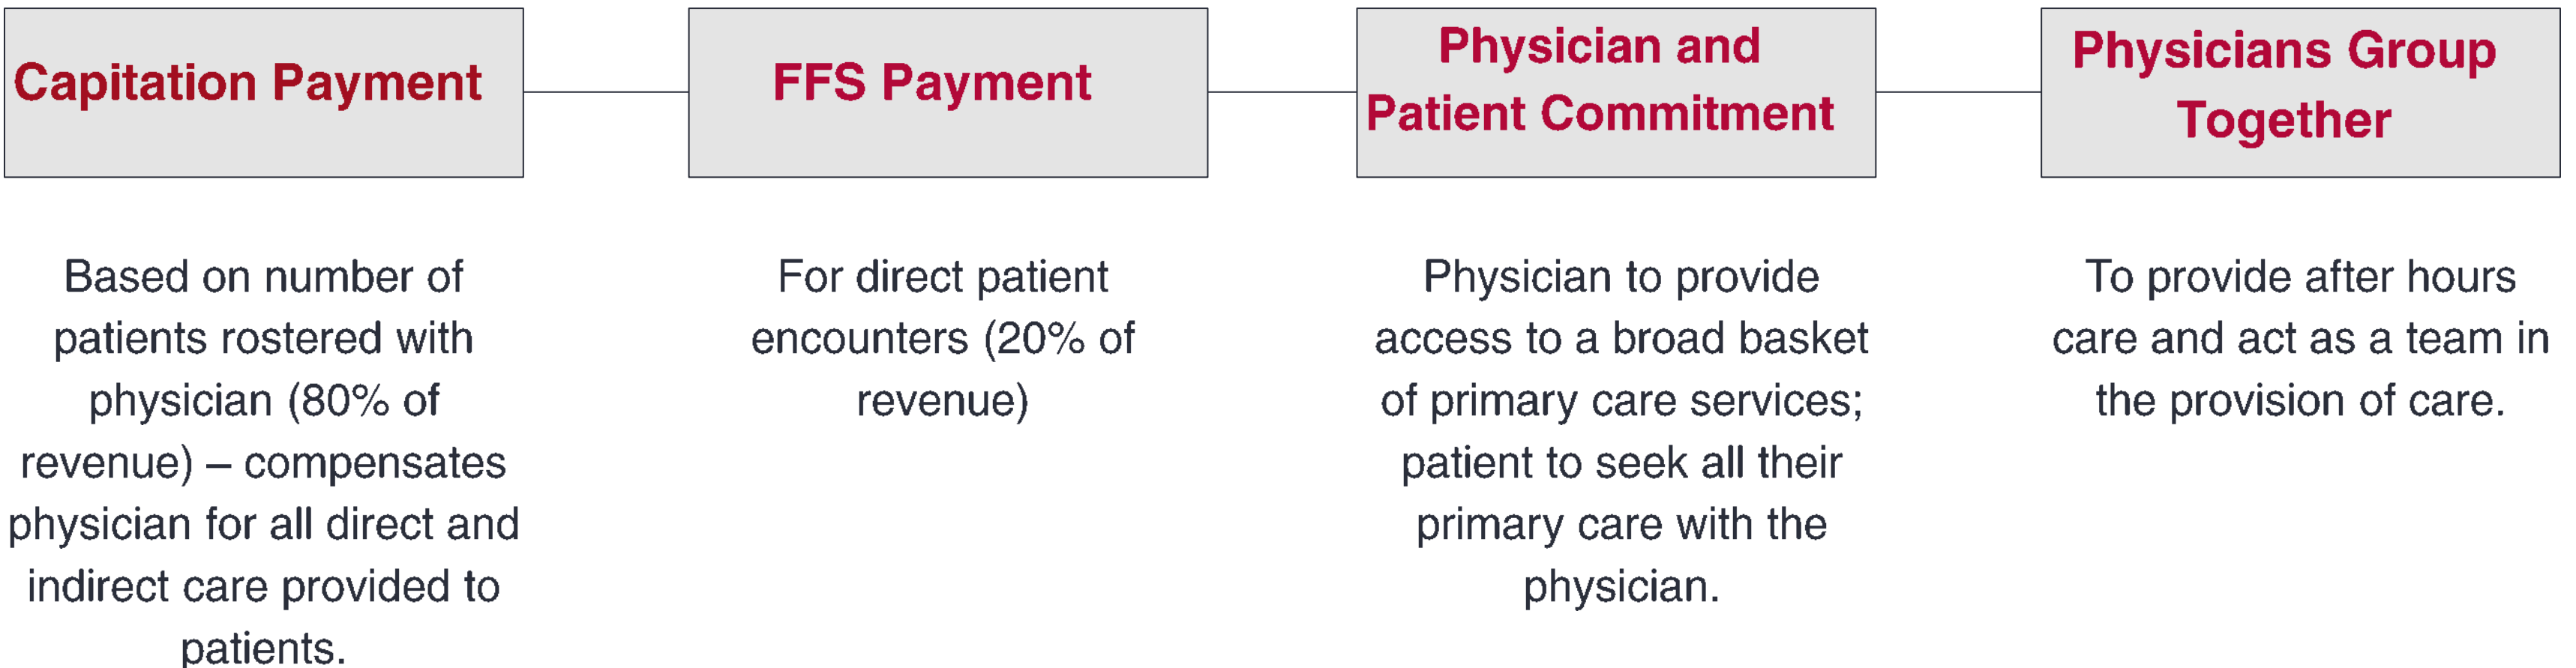 Capitation Payment
Based on number of
patients rostered with
physician (80% of
revenue) – compensates
physician for all direct and
indirect care provided to
patients.
FFS Payment
For direct patient
encounters (20% of
revenue)
Physician and
Patient Commitment
Physician to provide
access to a broad basket
of primary care services;
patient to seek all their
primary care with the
physician.
Physicians Group
Together
To provide after hours
care and act as a team in
the provision of care.